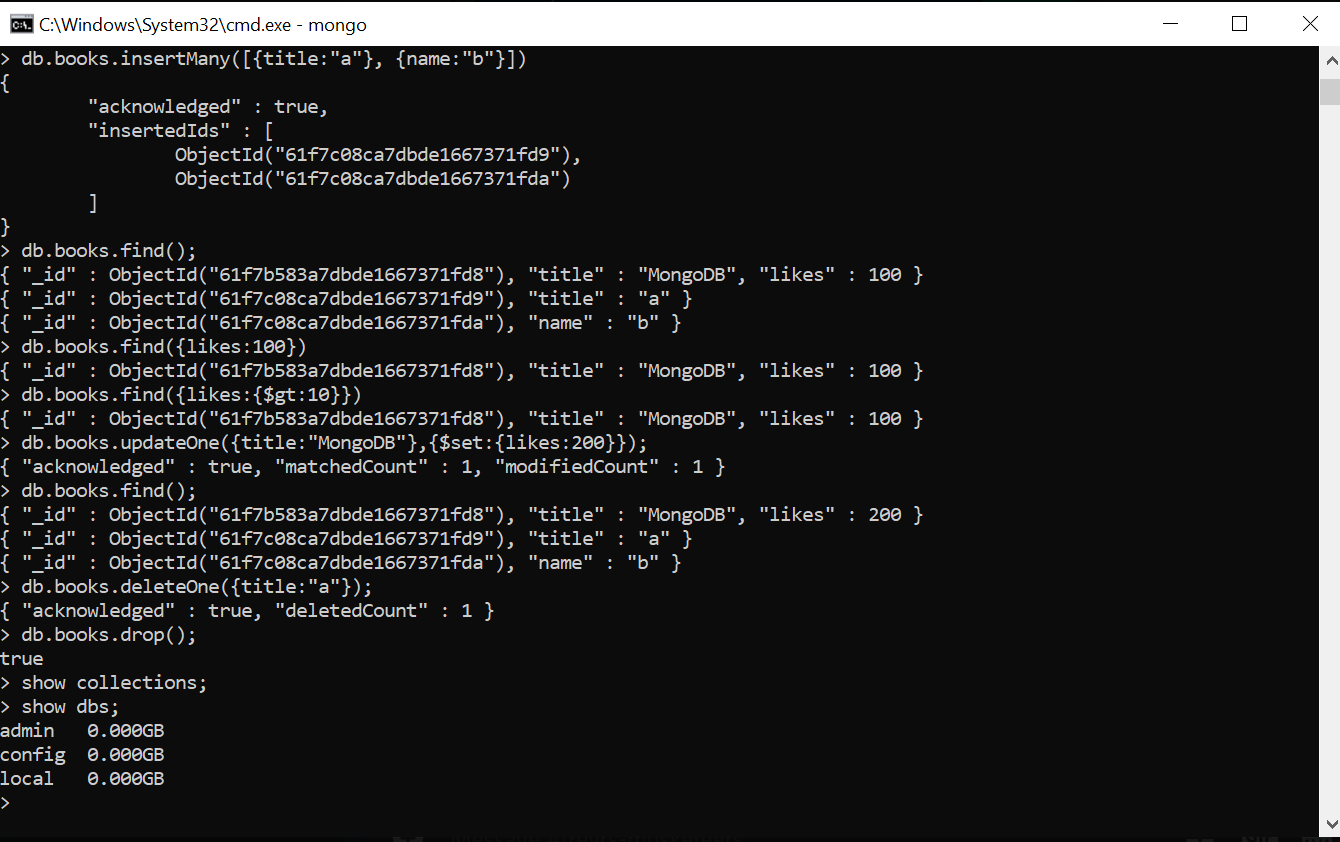 C:\Windows\System32\cmd.exe - mongo
> db.books.insertMany([{title:"a"}, {name:"b"}])
{
        "acknowledged" : true,
        "insertedIds" : [
                ObjectId("61f7c08ca7dbde1667371fd9"),
                ObjectId("61f7c08ca7dbde1667371fda")
        ]
}
> db.books.find();
{ "_id" : ObjectId("61f7b583a7dbde1667371fd8"), "title" : "MongoDB", "likes" : 100 }
{ "_id" : ObjectId("61f7c08ca7dbde1667371fd9"), "title" : "a" }
{ "_id" : ObjectId("61f7c08ca7dbde1667371fda"), "name" : "b" }
> db.books.find({likes:100})
{ "_id" : ObjectId("61f7b583a7dbde1667371fd8"), "title" : "MongoDB", "likes" : 100 }
> db.books.find({likes:{$gt:10}})
{ "_id" : ObjectId("61f7b583a7dbde1667371fd8"), "title" : "MongoDB", "likes" : 100 }
> db.books.updateOne({title:"MongoDB"},{$set:{likes:200}});
{ "acknowledged" : true, "matchedCount" : 1, "modifiedCount" : 1 }
> db.books.find();
{ "_id" : ObjectId("61f7b583a7dbde1667371fd8"), "title" : "MongoDB", "likes" : 200 }
{ "_id" : ObjectId("61f7c08ca7dbde1667371fd9"), "title" : "a" }
{ "_id" : ObjectId("61f7c08ca7dbde1667371fda"), "name" : "b" }
> db.books.deleteOne({title:"a"});
{ "acknowledged" : true, "deletedCount" : 1 }
> db.books.drop();
true
> show collections;
> show dbs;
admin   0.000GB
config  0.000GB
local   0.000GB
>